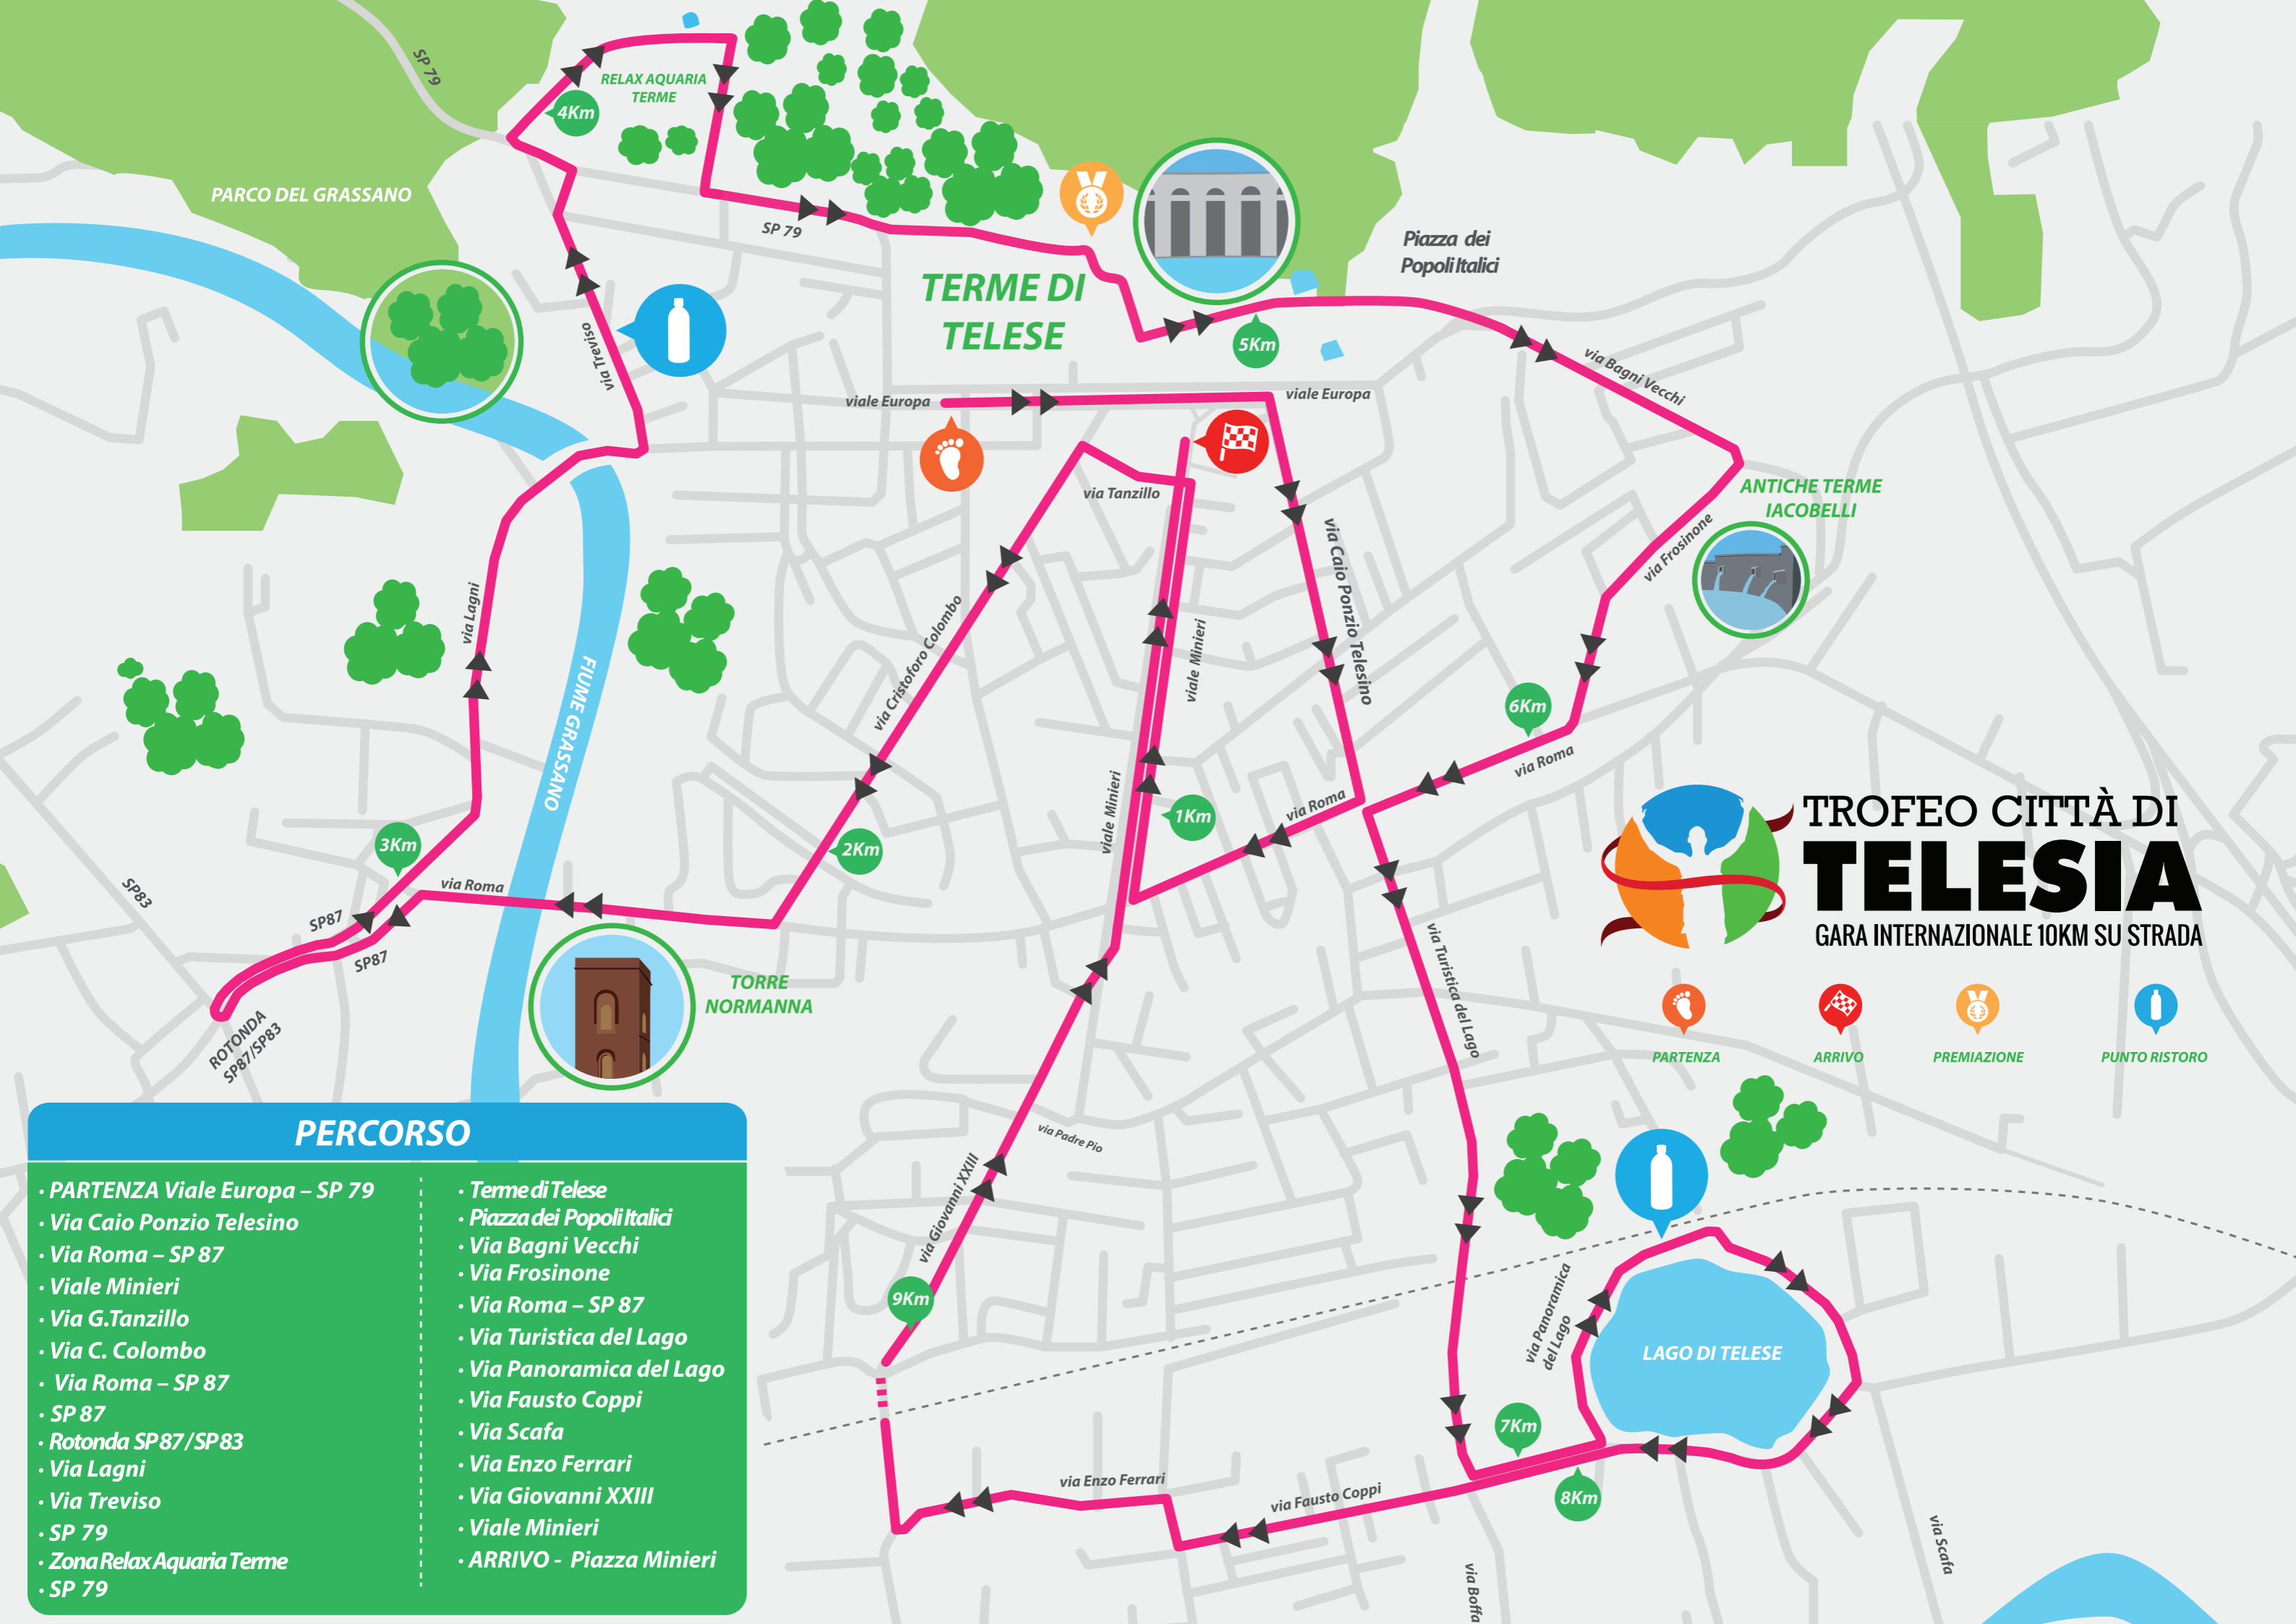 SP 79
RELAX AQUARIA
TERME
4Km
PARCO DEL GRASSANO
SP 79
Piazza dei
Popoli Italici
TERME DI
TELESE
5Km
via Treviso
via Bagni Vecchi
viale Europa
viale Europa
via Tanzillo
ANTICHE TERME
IACOBELLI
via Frosinone
via Caio Ponzio Telesino
via Lagni
via Cristoforo Colombo
viale Minieri
FIUME GRASSANO
6Km
via Roma
viale Minieri
1Km
via Roma
3Km
2Km
via Roma
SP83
SP87
SP87
TROFEO CITTÀ DI
TELESIA
GARA INTERNAZIONALE 10KM SU STRADA
via Turistica del Lago
TORRE
NORMANNA
ROTONDA
SP87/SP83
PARTENZA
ARRIVO
PREMIAZIONE
PUNTO RISTORO
via Padre Pio
via Giovanni XXIII
9Km
via Panoramica
del Lago
LAGO DI TELESE
7Km
8Km
via Enzo Ferrari
via Fausto Coppi
via Scafa
via Boffa
PERCORSO
· PARTENZA Viale Europa – SP 79
· Via Caio Ponzio Telesino
· Via Roma – SP 87
· Viale Minieri
· Via G.Tanzillo
· Via C. Colombo
· Via Roma – SP 87
· SP 87
· Rotonda SP87/SP83
· Via Lagni
· Via Treviso
· SP 79
· Zona Relax Aquaria Terme
· SP 79
· Terme di Telese
· Piazza dei Popoli Italici
· Via Bagni Vecchi
· Via Frosinone
· Via Roma – SP 87
· Via Turistica del Lago
· Via Panoramica del Lago
· Via Fausto Coppi
· Via Scafa
· Via Enzo Ferrari
· Via Giovanni XXIII
· Viale Minieri
· ARRIVO - Piazza Minieri